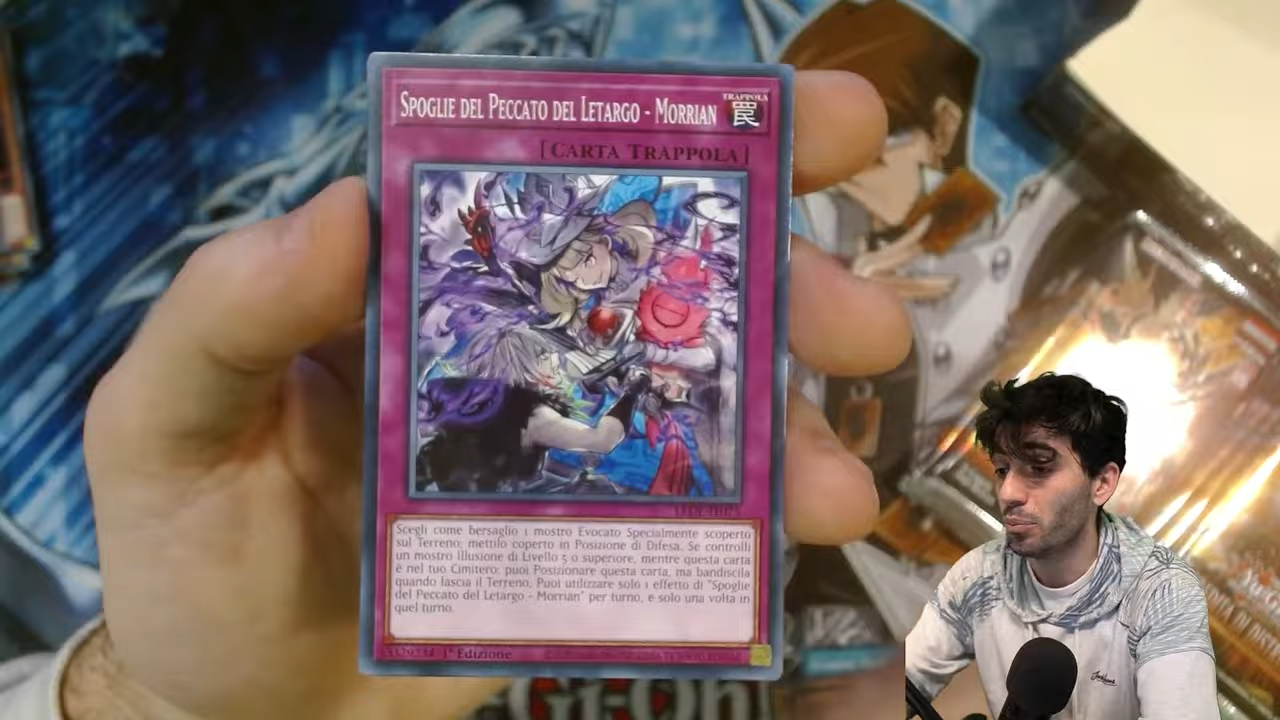 SPOGLIE DEL PECCATO DEL LETARGO - MORRIAN
TRAPPOLA
罠
[CARTA TRAPPOLA]
Scegli come bersaglio 1 mostro Evocato Specialmente scoperto
sul Terreno; mettilo coperto in Posizione di Difesa. Se controlli
un mostro Illusione di Livello 5 o superiore, mentre questa carta
è nel tuo Cimitero: puoi Posizionare questa carta, ma bandiscila
quando lascia il Terreno. Puoi utilizzare solo 1 effetto di "Spoglie
del Peccato del Letargo - Morrian" per turno, e solo una volta in
quel turno.
1ª Edizione
Gi-Oh!